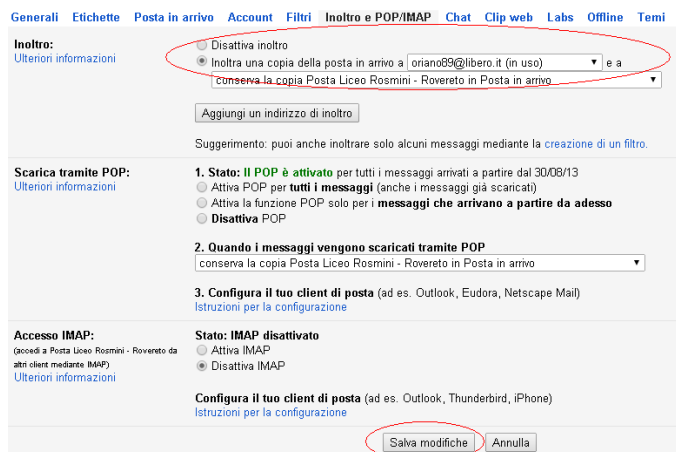 Generali Etichette Posta in arrivo Account Filtri Inoltro e POP/IMAP Chat Clip web Labs Offline Temi
Inoltro:
Ulteriori informazioni
Disattiva inoltro
Inoltra una copia della posta in arrivo a oriano89@libero.it (in uso) e a
conserva la copia Posta Liceo Rosmini - Rovereto in Posta in arrivo
Aggiungi un indirizzo di inoltro
Suggerimento: puoi anche inoltrare solo alcuni messaggi mediante la creazione di un filtro.
Scarica tramite POP:
Ulteriori informazioni
1. Stato: Il POP è attivato per tutti i messaggi arrivati a partire dal 30/08/13
Attiva POP per tutti i messaggi (anche i messaggi già scaricati)
Attiva la funzione POP solo per i messaggi che arrivano a partire da adesso
Disattiva POP
2. Quando i messaggi vengono scaricati tramite POP
conserva la copia Posta Liceo Rosmini - Rovereto in Posta in arrivo
3. Configura il tuo client di posta (ad es. Outlook, Eudora, Netscape Mail)
Istruzioni per la configurazione
Accesso IMAP:
(accedi a Posta Liceo Rosmini - Rovereto da
altri client mediante IMAP)
Ulteriori informazioni
Stato: IMAP disattivato
Attiva IMAP
Disattiva IMAP
Configura il tuo client di posta (ad es. Outlook, Thunderbird, iPhone)
Istruzioni per la configurazione
Salva modifiche Annulla